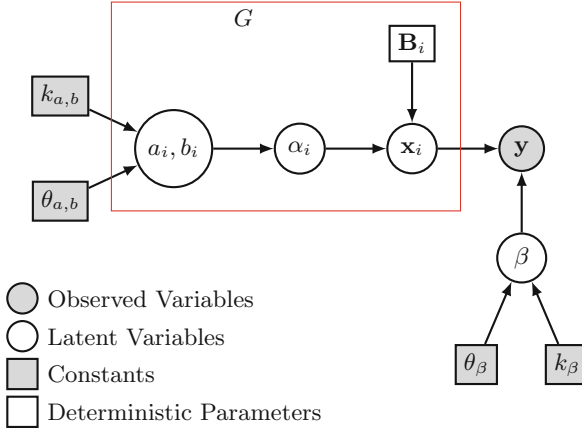 G
B_i
k_{a,b}
a_i, b_i
α_i
x_i
y
θ_{a,b}
β
θ_β
k_β
Observed Variables
Latent Variables
Constants
Deterministic Parameters